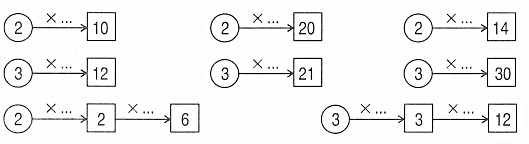 2 × ... 10 2 × ... 20 2 × ... 14
3 × ... 12 3 × ... 21 3 × ... 30
2 × ... 2 × ... 6 3 × ... 3 × ... 12